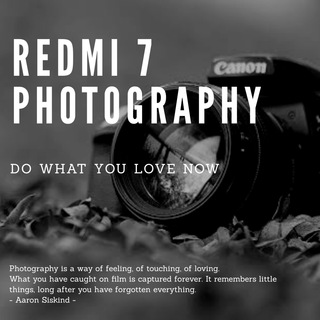 REDMI 7
PHOTOGRAPHY
Canon
DO WHAT YOU LOVE NOW
Photography is a way of feeling, of touching, of loving.
What you have caught on film is captured forever. It remembers little
things, long after you have forgotten everything.
- Aaron Siskind -